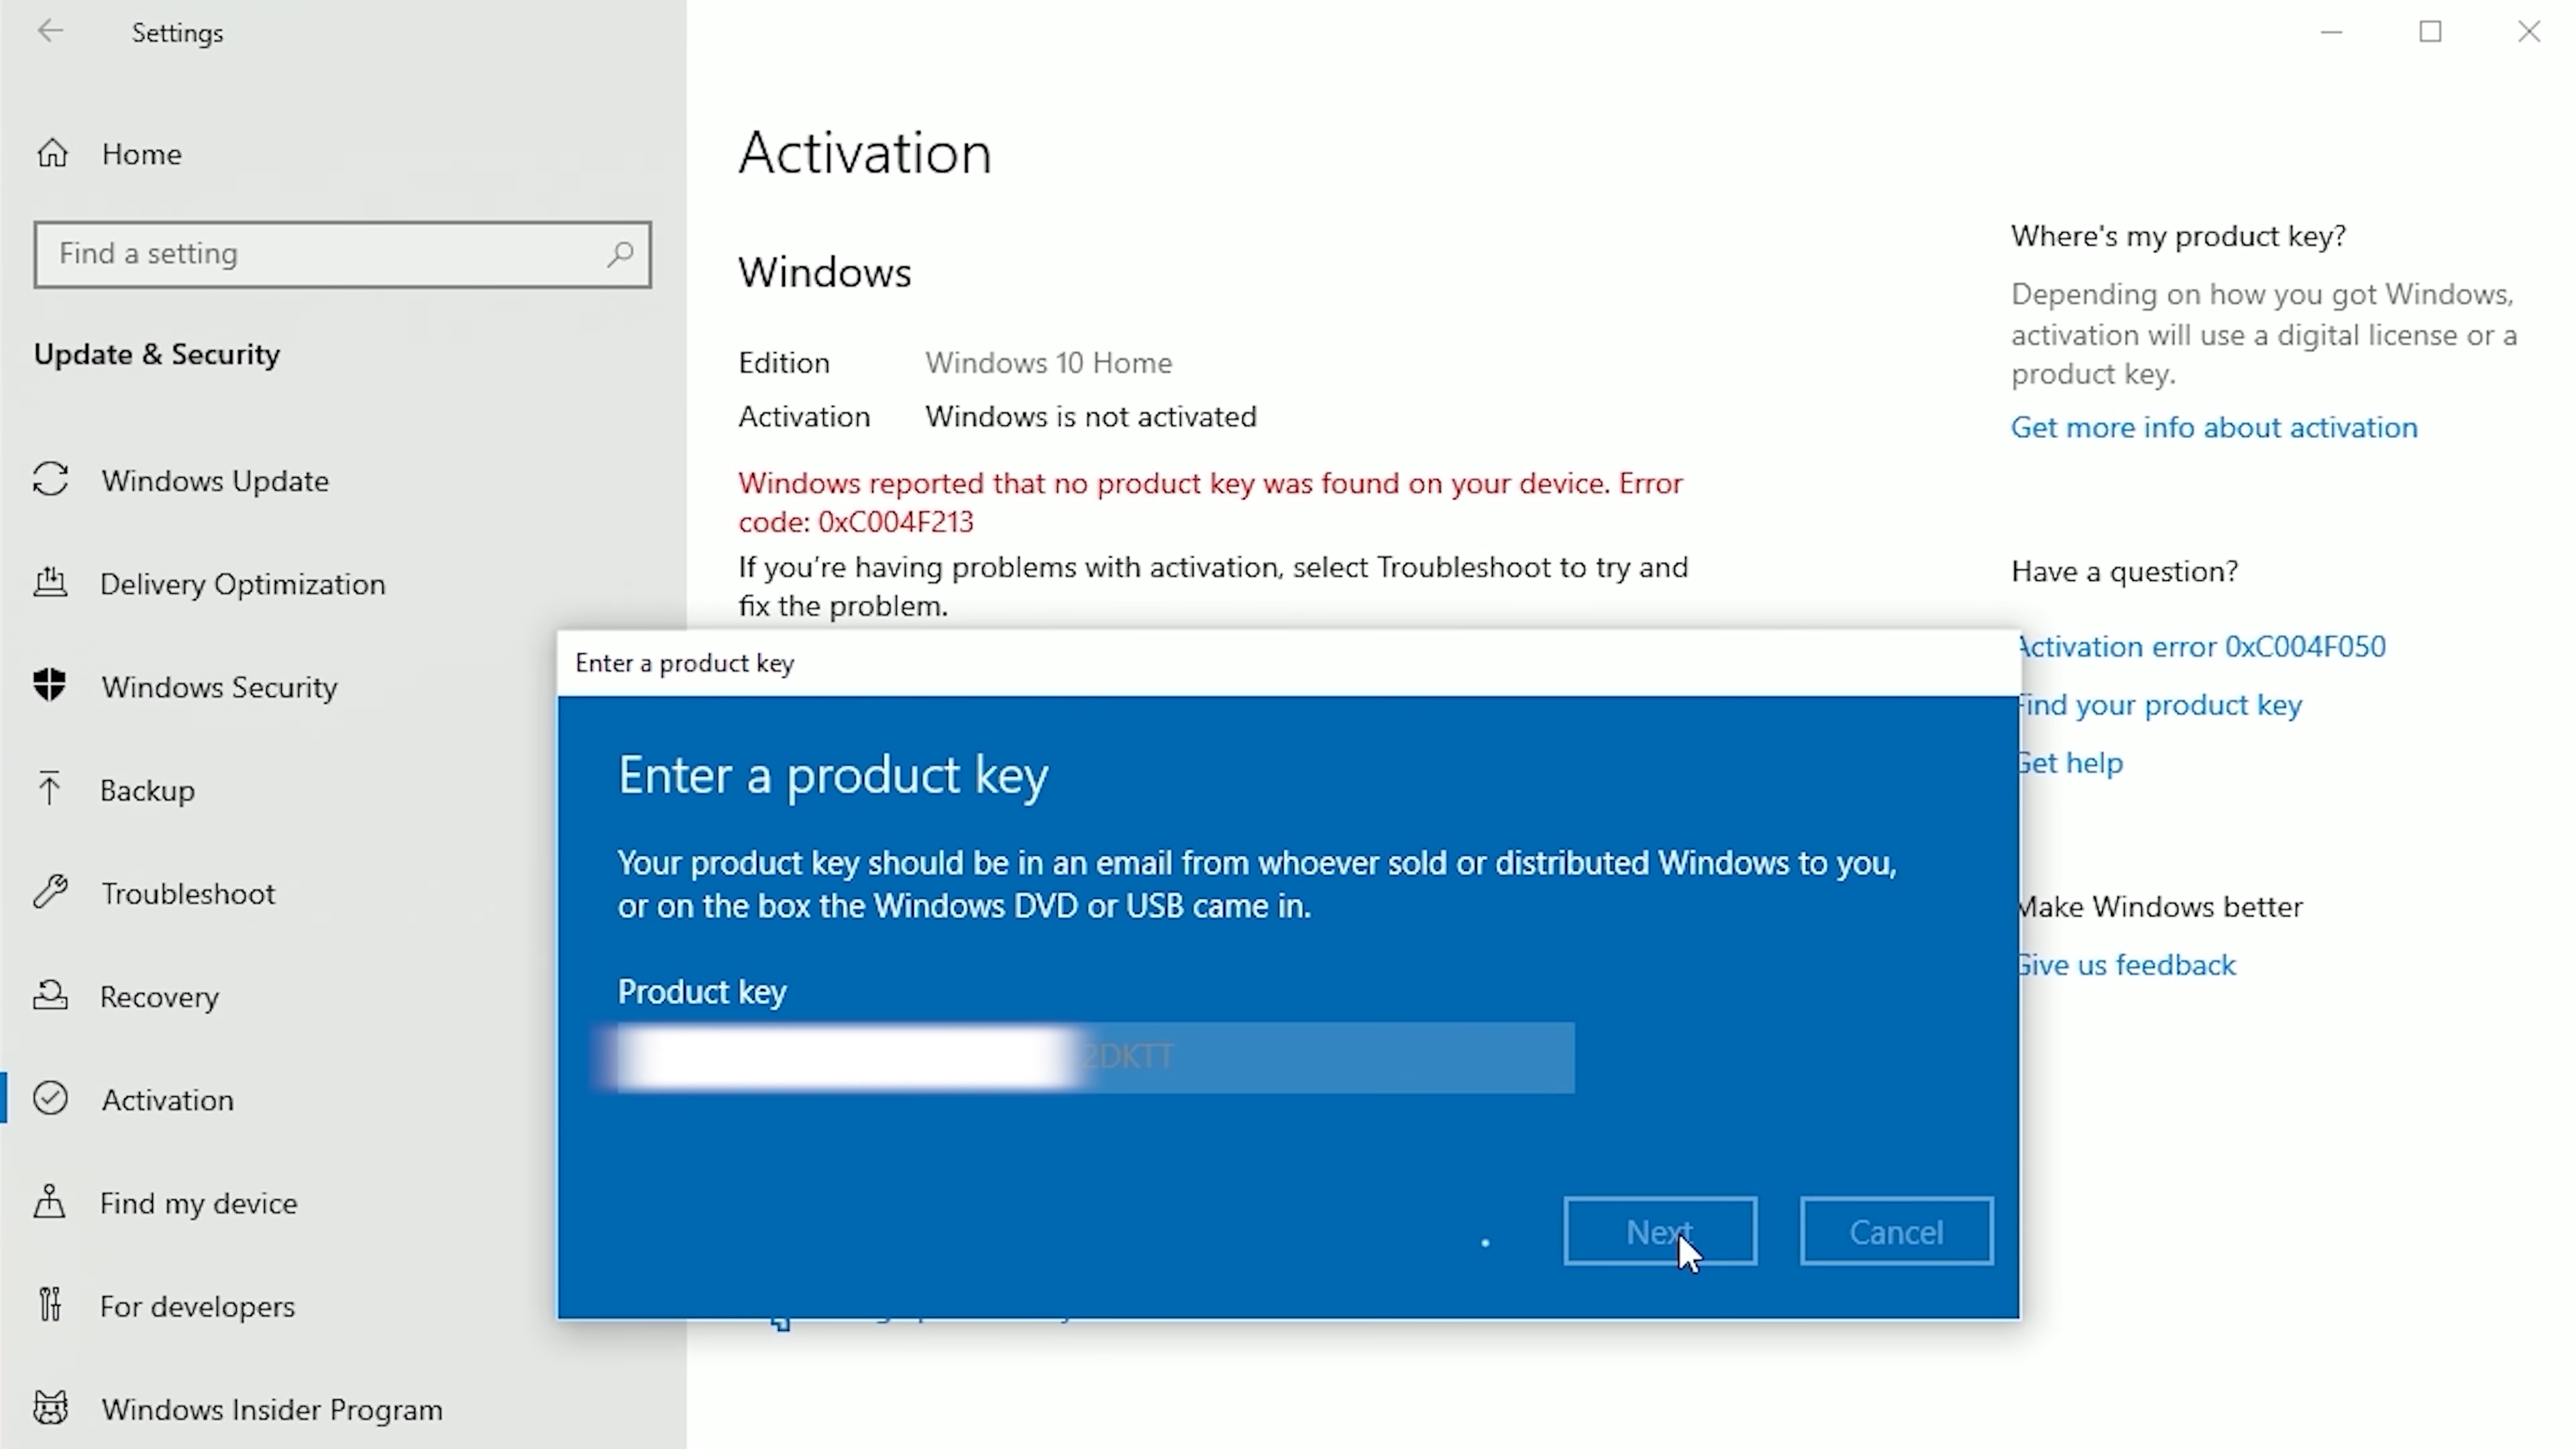 Settings
Home
Find a setting
Update & Security
Windows Update
Delivery Optimization
Windows Security
Backup
Troubleshoot
Recovery
Activation
Find my device
For developers
Windows Insider Program
Activation
Windows
Edition Windows 10 Home
Activation Windows is not activated
Windows reported that no product key was found on your device. Error
code: 0xC004F213
If you're having problems with activation, select Troubleshoot to try and
fix the problem.
Enter a product key
Enter a product key
Your product key should be in an email from whoever sold or distributed Windows to you,
or on the box the Windows DVD or USB came in.
Product key
2DKTT
Next
Cancel
Where's my product key?
Depending on how you got Windows,
activation will use a digital license or a
product key.
Get more info about activation
Have a question?
Activation error 0xC004F050
Find your product key
Get help
Make Windows better
Give us feedback